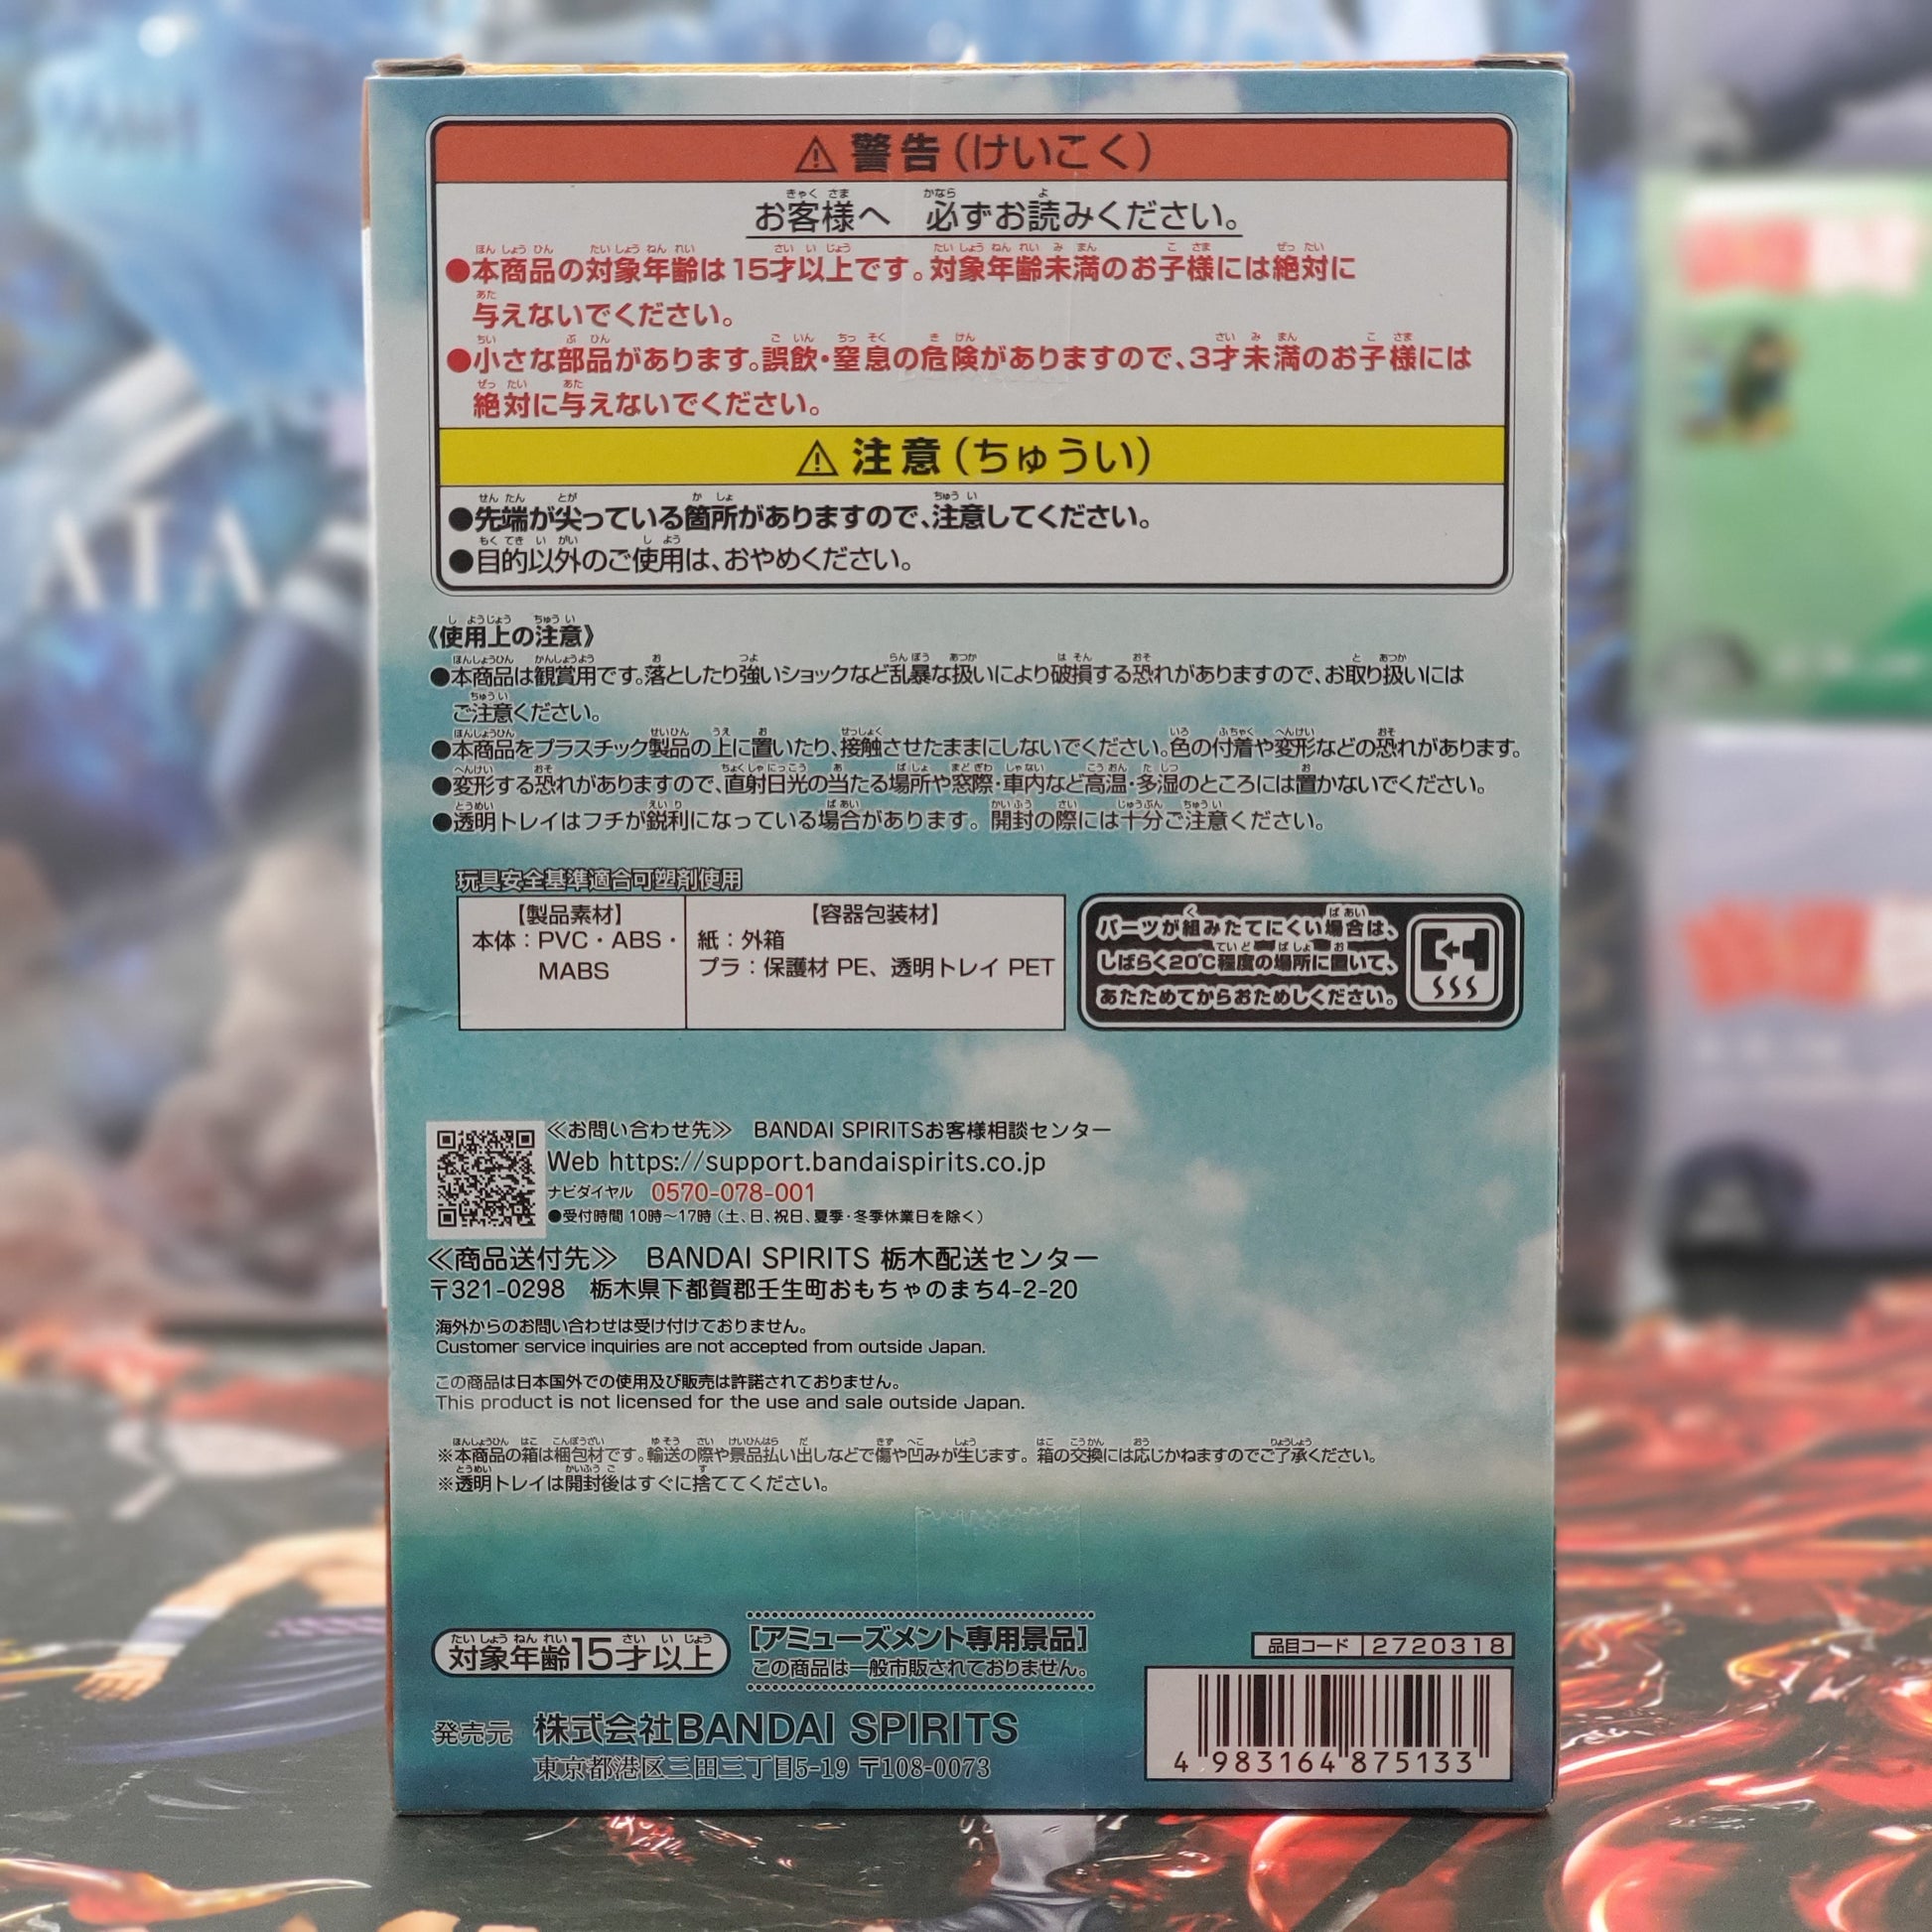 ⚠ 警告(けいこく)
お客様へ 必ずお読みください。
●本商品の対象年齢は15才以上です。対象年齢未満のお子様には絶対に
与えないでください。
●小さな部品があります。誤飲・窒息の危険がありますので、3才未満のお子様には
絶対に与えないでください。
⚠ 注意(ちゅうい)
●先端が尖っている箇所がありますので、注意してください。
●目的以外のご使用は、おやめください。
《使用上の注意》
●本商品は観賞用です。落としたり強いショックなど乱暴な扱いにより破損する恐れがありますので、お取り扱いには
ご注意ください。
●本商品をプラスチック製品の上に置いたり、接触させたままにしないでください。色の付着や変形などの恐れがあります。
●変形する恐れがありますので、直射日光の当たる場所や窓際・車内など高温・多湿のところには置かないでください。
●透明トレイはフチが鋭利になっている場合があります。開封の際には十分ご注意ください。
玩具安全基準適合可塑剤使用
【製品素材】
本体：PVC・ABS・
MABS
【容器包装材】
紙：外箱
プラ：保護材 PE、透明トレイ PET
パーツが組みたてにくい場合は、
しばらく20℃程度の場所に置いて、
あたためてからおためしください。
≪お問い合わせ先≫ BANDAI SPIRITSお客様相談センター
Web https://support.bandaispirits.co.jp
ナビダイヤル 0570-078-001
●受付時間 10時～17時（土、日、祝日、夏季・冬季休業日を除く）
≪商品送付先≫ BANDAI SPIRITS 栃木配送センター
〒321-0298 栃木県下都賀郡壬生町おもちゃのまち4-2-20
海外からのお問い合わせは受け付けておりません。
Customer service inquiries are not accepted from outside Japan.
この商品は日本国外での使用及び販売は許諾されておりません。
This product is not licensed for the use and sale outside Japan.
※本商品の箱は梱包材です。輸送の際や景品払い出しなどで傷や凹みが生じます。箱の交換には応じかねますのでご了承ください。
※透明トレイは開封後はすぐに捨ててください。
対象年齢15才以上
[アミューズメント専用景品]
この商品は一般市販されておりません。
発売元 株式会社BANDAI SPIRITS
東京都港区三田三丁目5-19 〒108-0073
品目コード 2720318
4 983164 875133